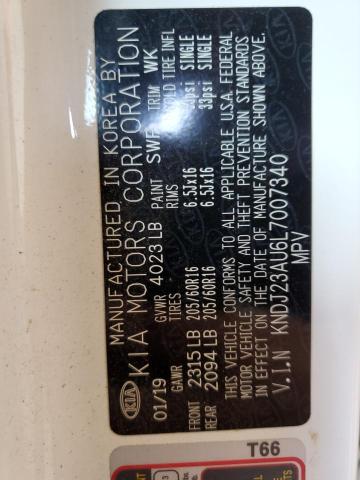 KIA
MANUFACTURED IN KOREA BY
KIA MOTORS CORPORATION
01/19 GVWR 4023 LB PAINT TRIM WK
GAWR TIRES RIMS COLD TIRE INFL
FRONT 2315 LB 205/60R16 6.5Jx16 SINGLE
REAR 2094 LB 205/60R16 6.5Jx16 33psi SINGLE
THIS VEHICLE CONFORMS TO ALL APPLICABLE U.S.A. FEDERAL
MOTOR VEHICLE SAFETY AND THEFT PREVENTION STANDARDS
IN EFFECT ON THE DATE OF MANUFACTURE SHOWN ABOVE.
V.I.N KNDJ23AU6L7007340
MPV
T66